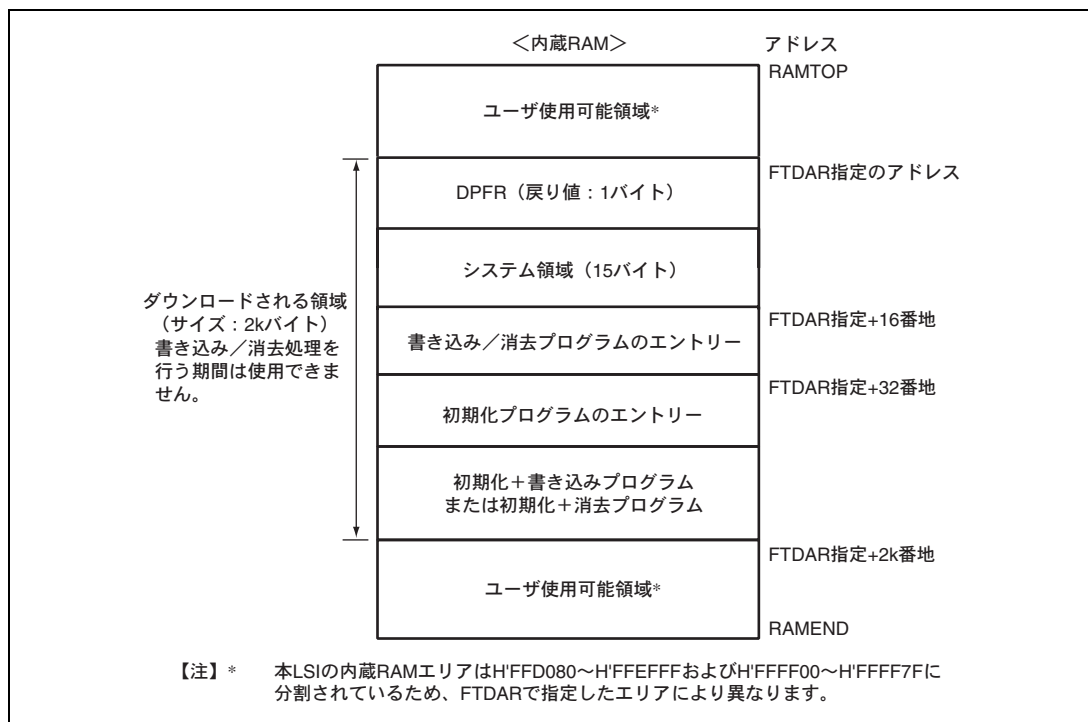 ＜内蔵RAM＞
アドレス
RAMTOP
ユーザ使用可能領域*
FTDAR指定のアドレス
DPFR（戻り値：1バイト）
システム領域（15バイト）
ダウンロードされる領域
（サイズ：2kバイト）
書き込み／消去処理を
行う期間は使用できま
せん。
FTDAR指定+16番地
書き込み／消去プログラムのエントリー
FTDAR指定+32番地
初期化プログラムのエントリー
初期化＋書き込みプログラム
または初期化＋消去プログラム
FTDAR指定+2k番地
ユーザ使用可能領域*
RAMEND
【注】* 本LSIの内蔵RAMエリアはH'FFD080～H'FFEFFFおよびH'FFFF00～H'FFFF7Fに
分割されているため、FTDARで指定したエリアにより異なります。